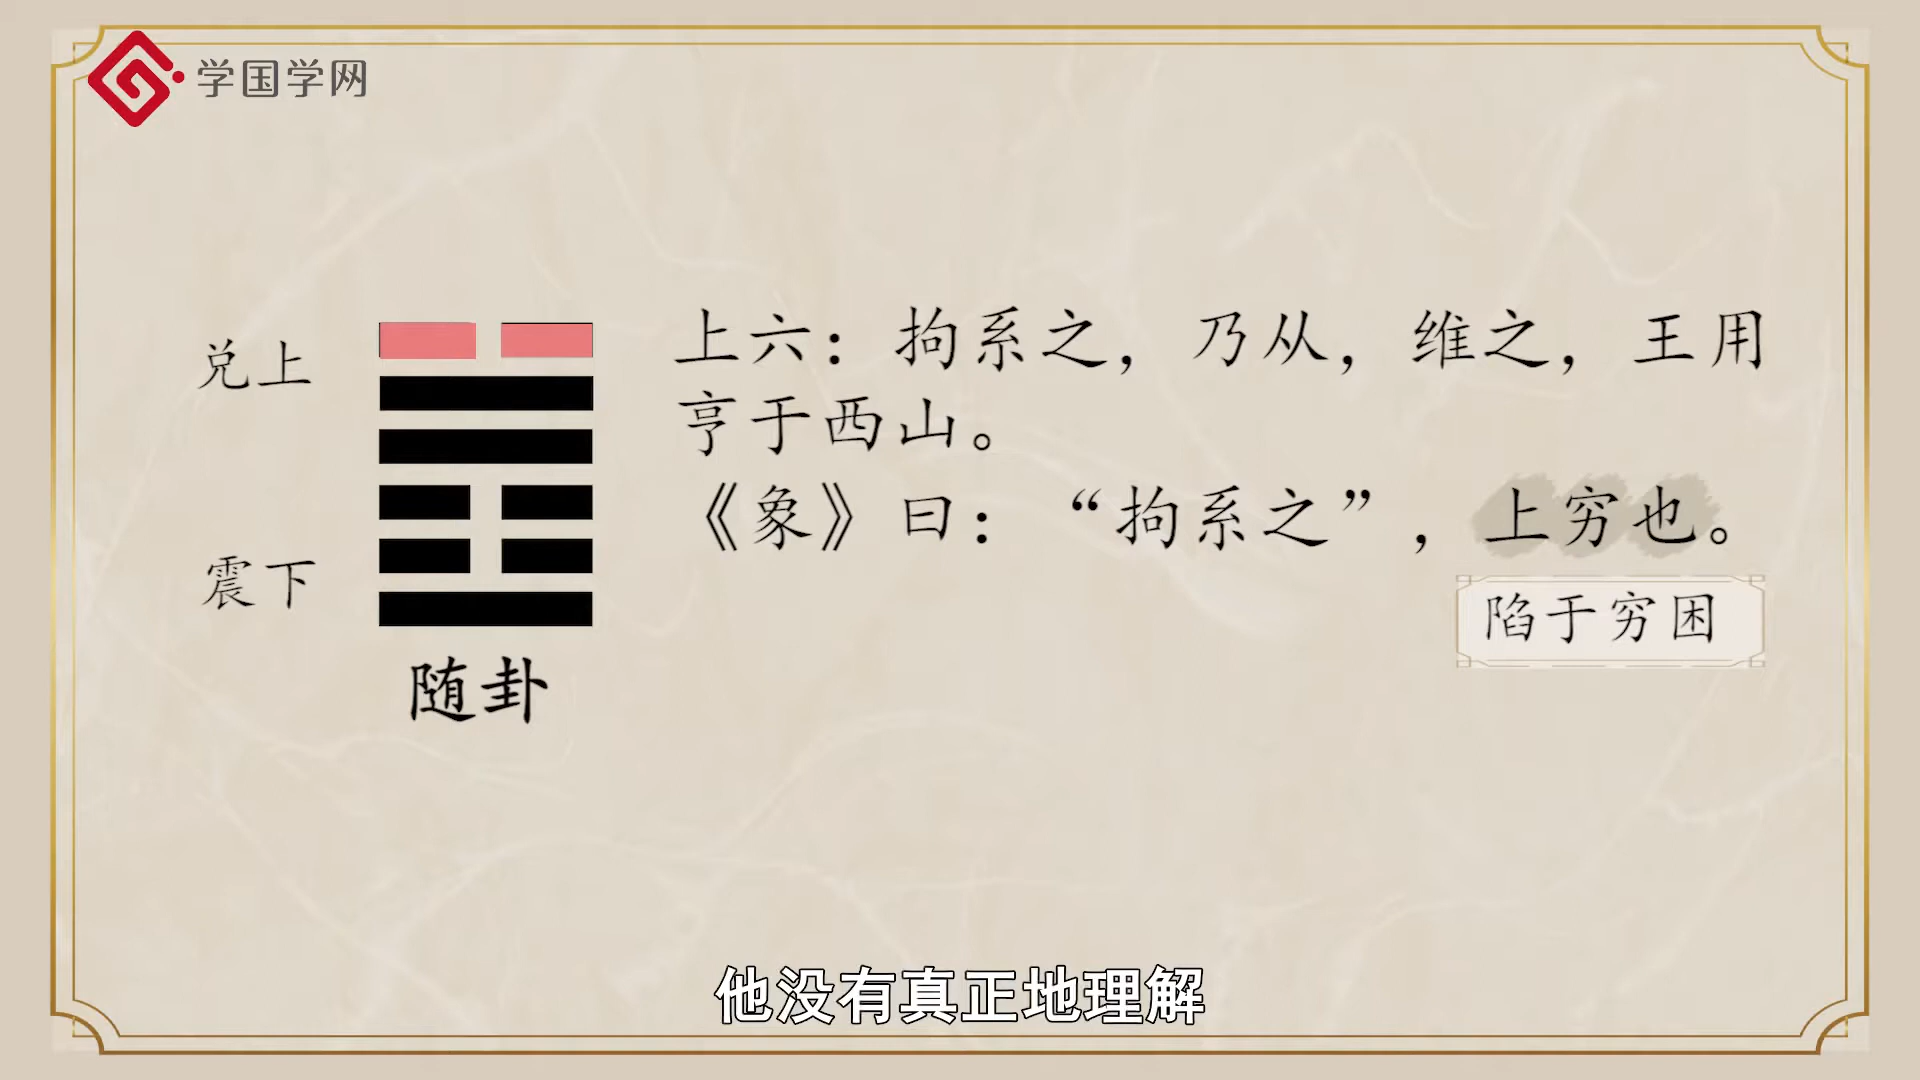 学国学网
兑上
震下
随卦
上六：拘系之，乃从，维之，王用
亨于西山。
《象》曰：“拘系之”，上穷也。
陷于穷困
他没有真正地理解